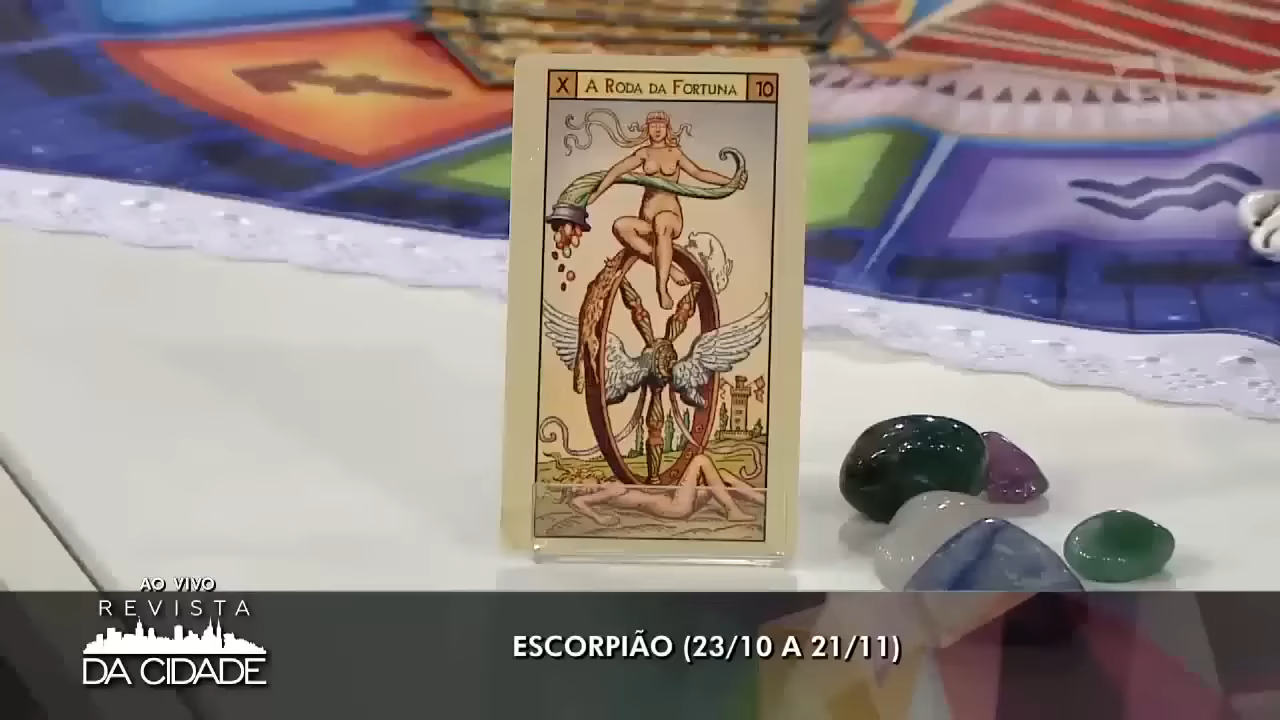 X A RODA DA FORTUNA 10
AO VIVO
REVISTA
DA CIDADE
ESCORPIÃO (23/10 A 21/11)